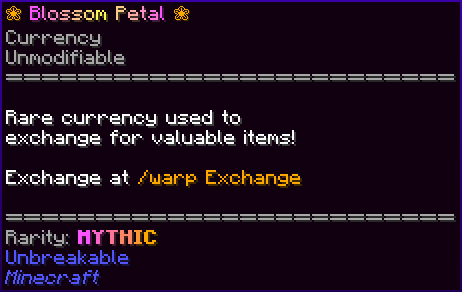 ❀ Blossom Petal ❀
Currency
Unmodifiable
==============================
Rare currency used to
exchange for valuable items!
Exchange at /warp Exchange
==============================
Rarity: MYTHIC
Unbreakable
Minecraft